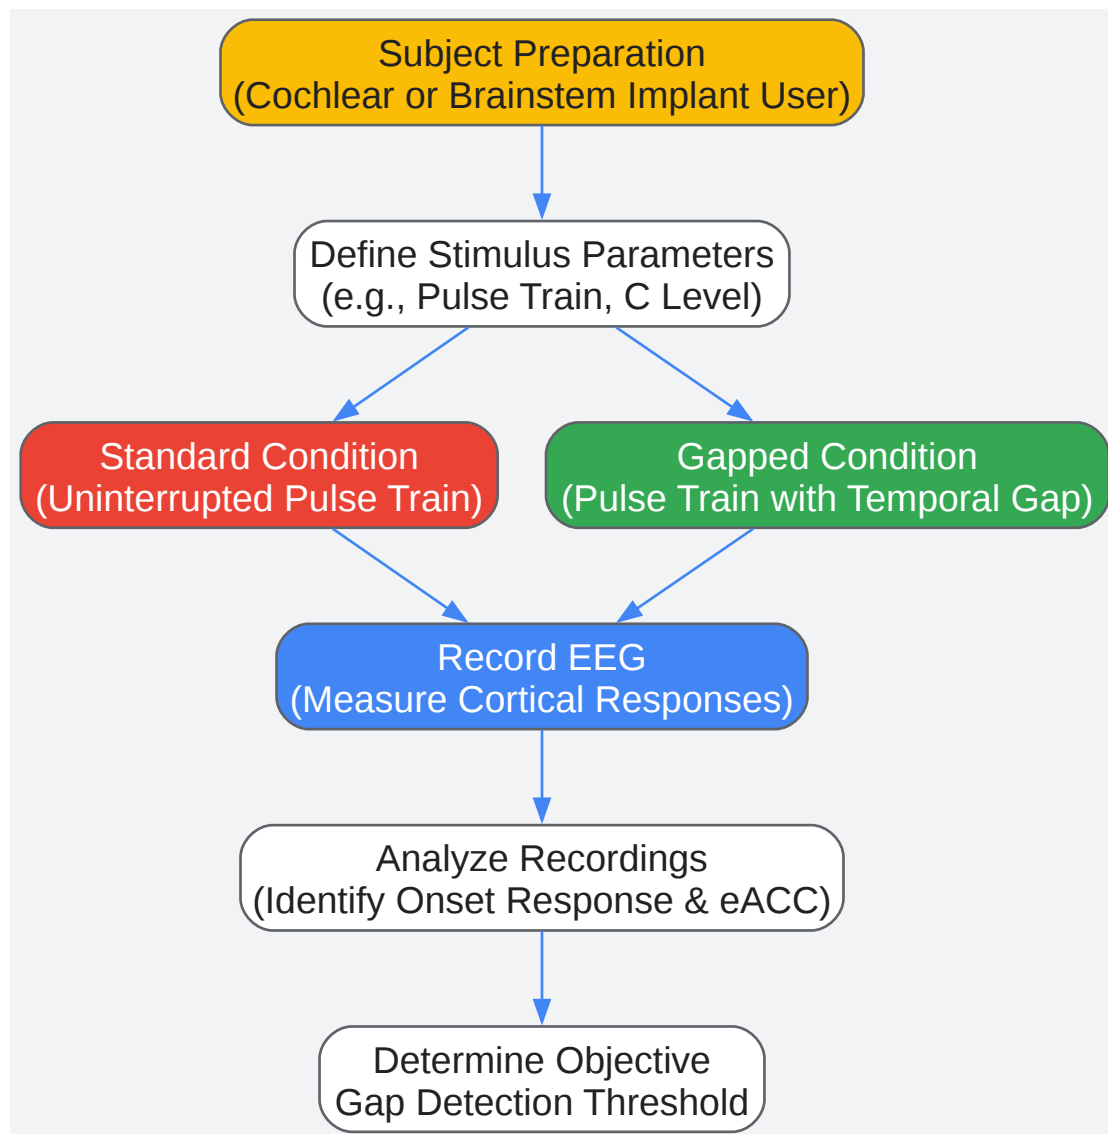 Subject Preparation
(Cochlear or Brainstem Implant User)
Define Stimulus Parameters
(e.g., Pulse Train, C Level)
Standard Condition
(Uninterrupted Pulse Train)
Gapped Condition
(Pulse Train with Temporal Gap)
Record EEG
(Measure Cortical Responses)
Analyze Recordings
(Identify Onset Response & eACC)
Determine Objective
Gap Detection Threshold